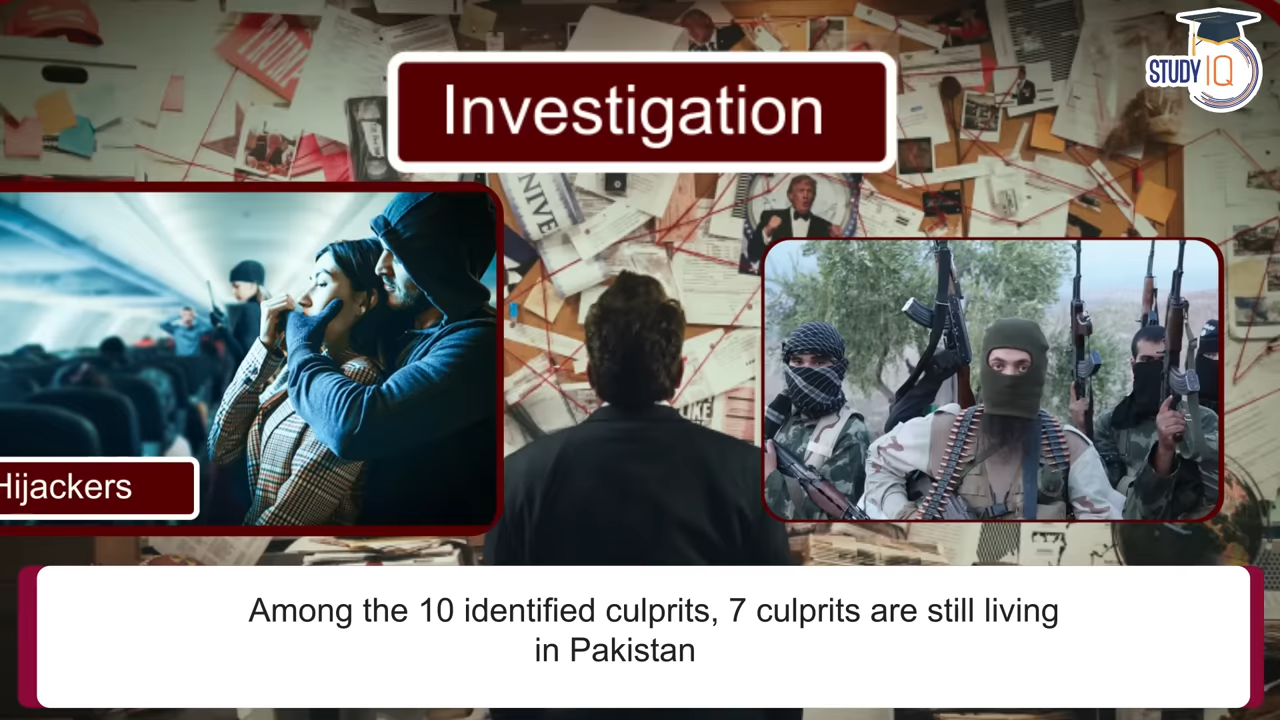 STUDY IQ
Investigation
Hijackers
Among the 10 identified culprits, 7 culprits are still living
in Pakistan